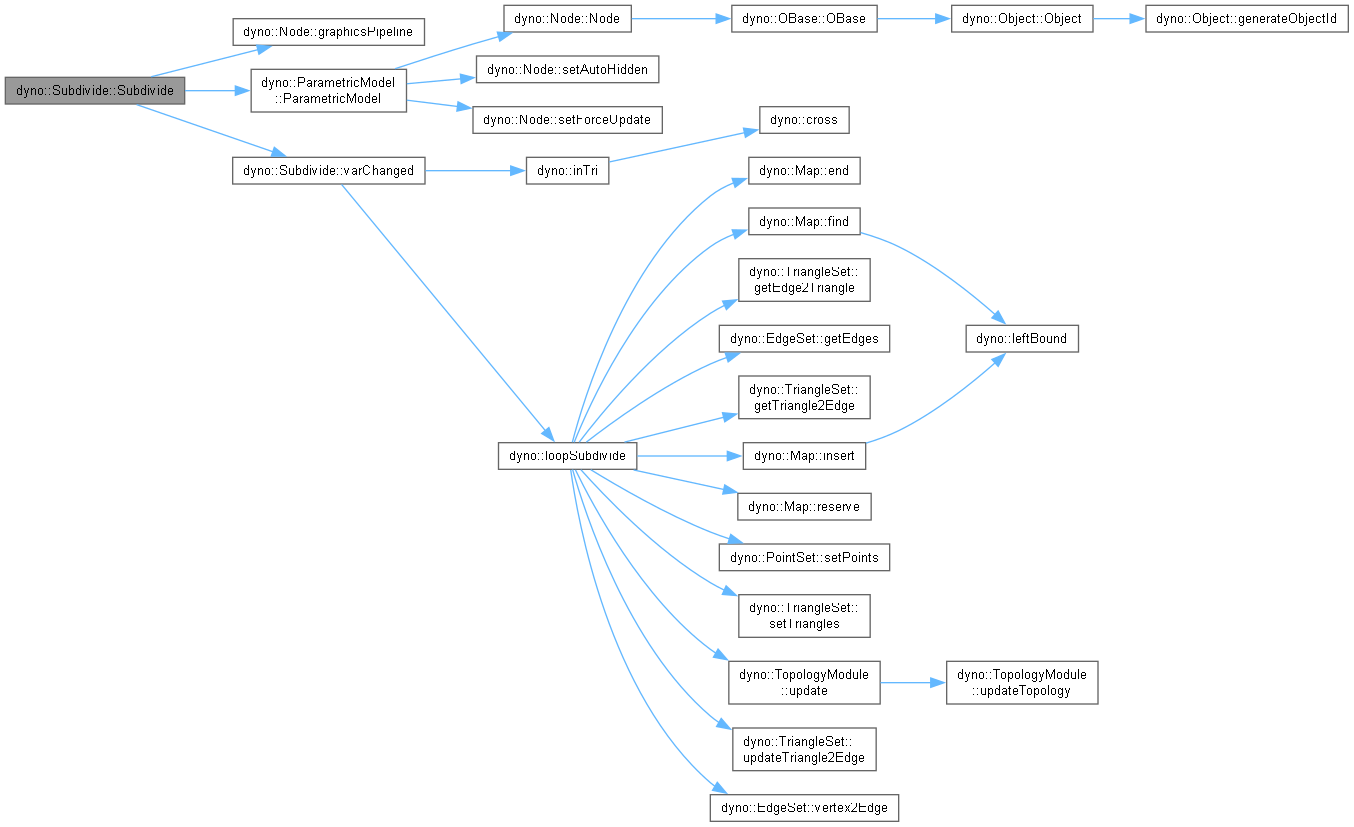 dyno::Subdivide::Subdivide
dyno::Node::graphicsPipeline
dyno::ParametricModel
::ParametricModel
dyno::Subdivide::varChanged
dyno::Node::Node
dyno::Node::setAutoHidden
dyno::Node::setForceUpdate
dyno::inTri
dyno::loopSubdivide
dyno::OBase::OBase
dyno::Object::Object
dyno::Object::generateObjectId
dyno::cross
dyno::Map::end
dyno::Map::find
dyno::TriangleSet::
getEdge2Triangle
dyno::EdgeSet::getEdges
dyno::TriangleSet::
getTriangle2Edge
dyno::Map::insert
dyno::leftBound
dyno::Map::reserve
dyno::PointSet::setPoints
dyno::TriangleSet::
setTriangles
dyno::TopologyModule
::update
dyno::TopologyModule
::updateTopology
dyno::TriangleSet::
updateTriangle2Edge
dyno::EdgeSet::vertex2Edge